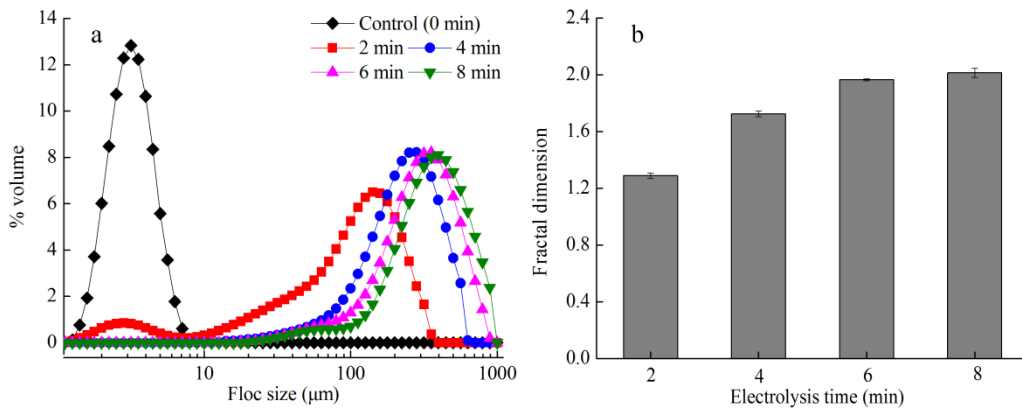 a
Control (0 min)
2 min 4 min
6 min 8 min
14
12
10
8
6
4
2
0
% volume
10 100 1000
Floc size (μm)
b
2.4
2.0
1.6
1.2
0.8
0.4
0.0
Fractal dimension
2 4 6 8
Electrolysis time (min)